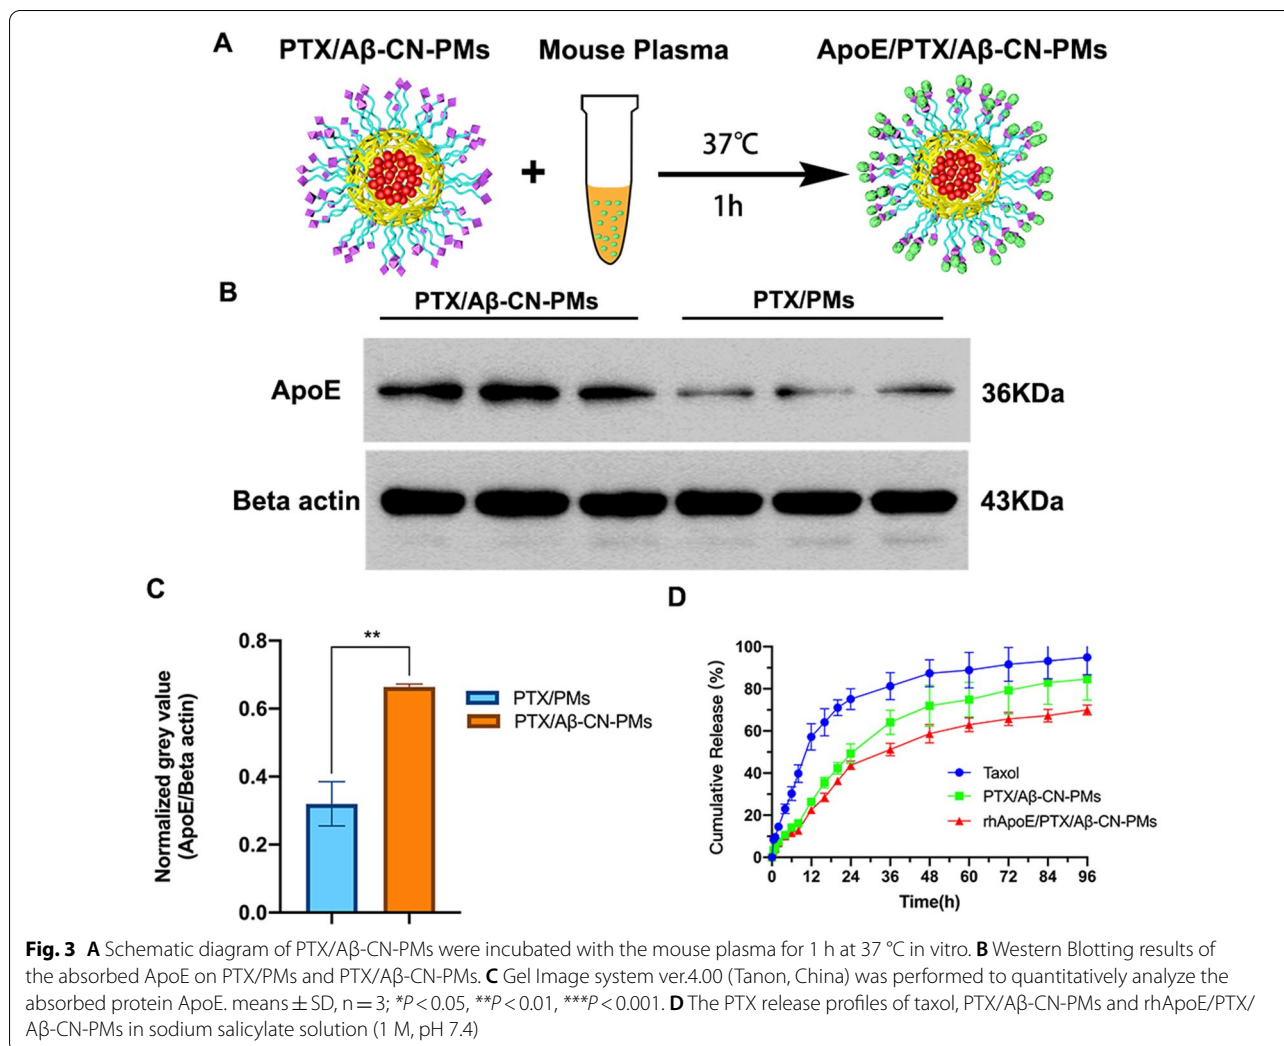 A
PTX/Aβ-CN-PMs
Mouse Plasma
ApoE/PTX/Aβ-CN-PMs
+
37℃
1h
B
PTX/Aβ-CN-PMs
PTX/PMs
ApoE
36KDa
Beta actin
43KDa
C
Normalized grey value
(ApoE/Beta actin)
0.8
0.6
0.4
0.2
0.0
**
PTX/PMs
PTX/Aβ-CN-PMs
D
Cumulative Release (%)
100
80
60
40
20
0
Taxol
PTX/Aβ-CN-PMs
rhApoE/PTX/Aβ-CN-PMs
0 12 24 36 48 60 72 84 96
Time(h)
Fig. 3 A Schematic diagram of PTX/Aβ-CN-PMs were incubated with the mouse plasma for 1 h at 37 °C in vitro. B Western Blotting results of
the absorbed ApoE on PTX/PMs and PTX/Aβ-CN-PMs. C Gel Image system ver.4.00 (Tanon, China) was performed to quantitatively analyze the
absorbed protein ApoE. means ± SD, n = 3; *P < 0.05, **P < 0.01, ***P < 0.001. D The PTX release profiles of taxol, PTX/Aβ-CN-PMs and rhApoE/PTX/
Aβ-CN-PMs in sodium salicylate solution (1 M, pH 7.4)